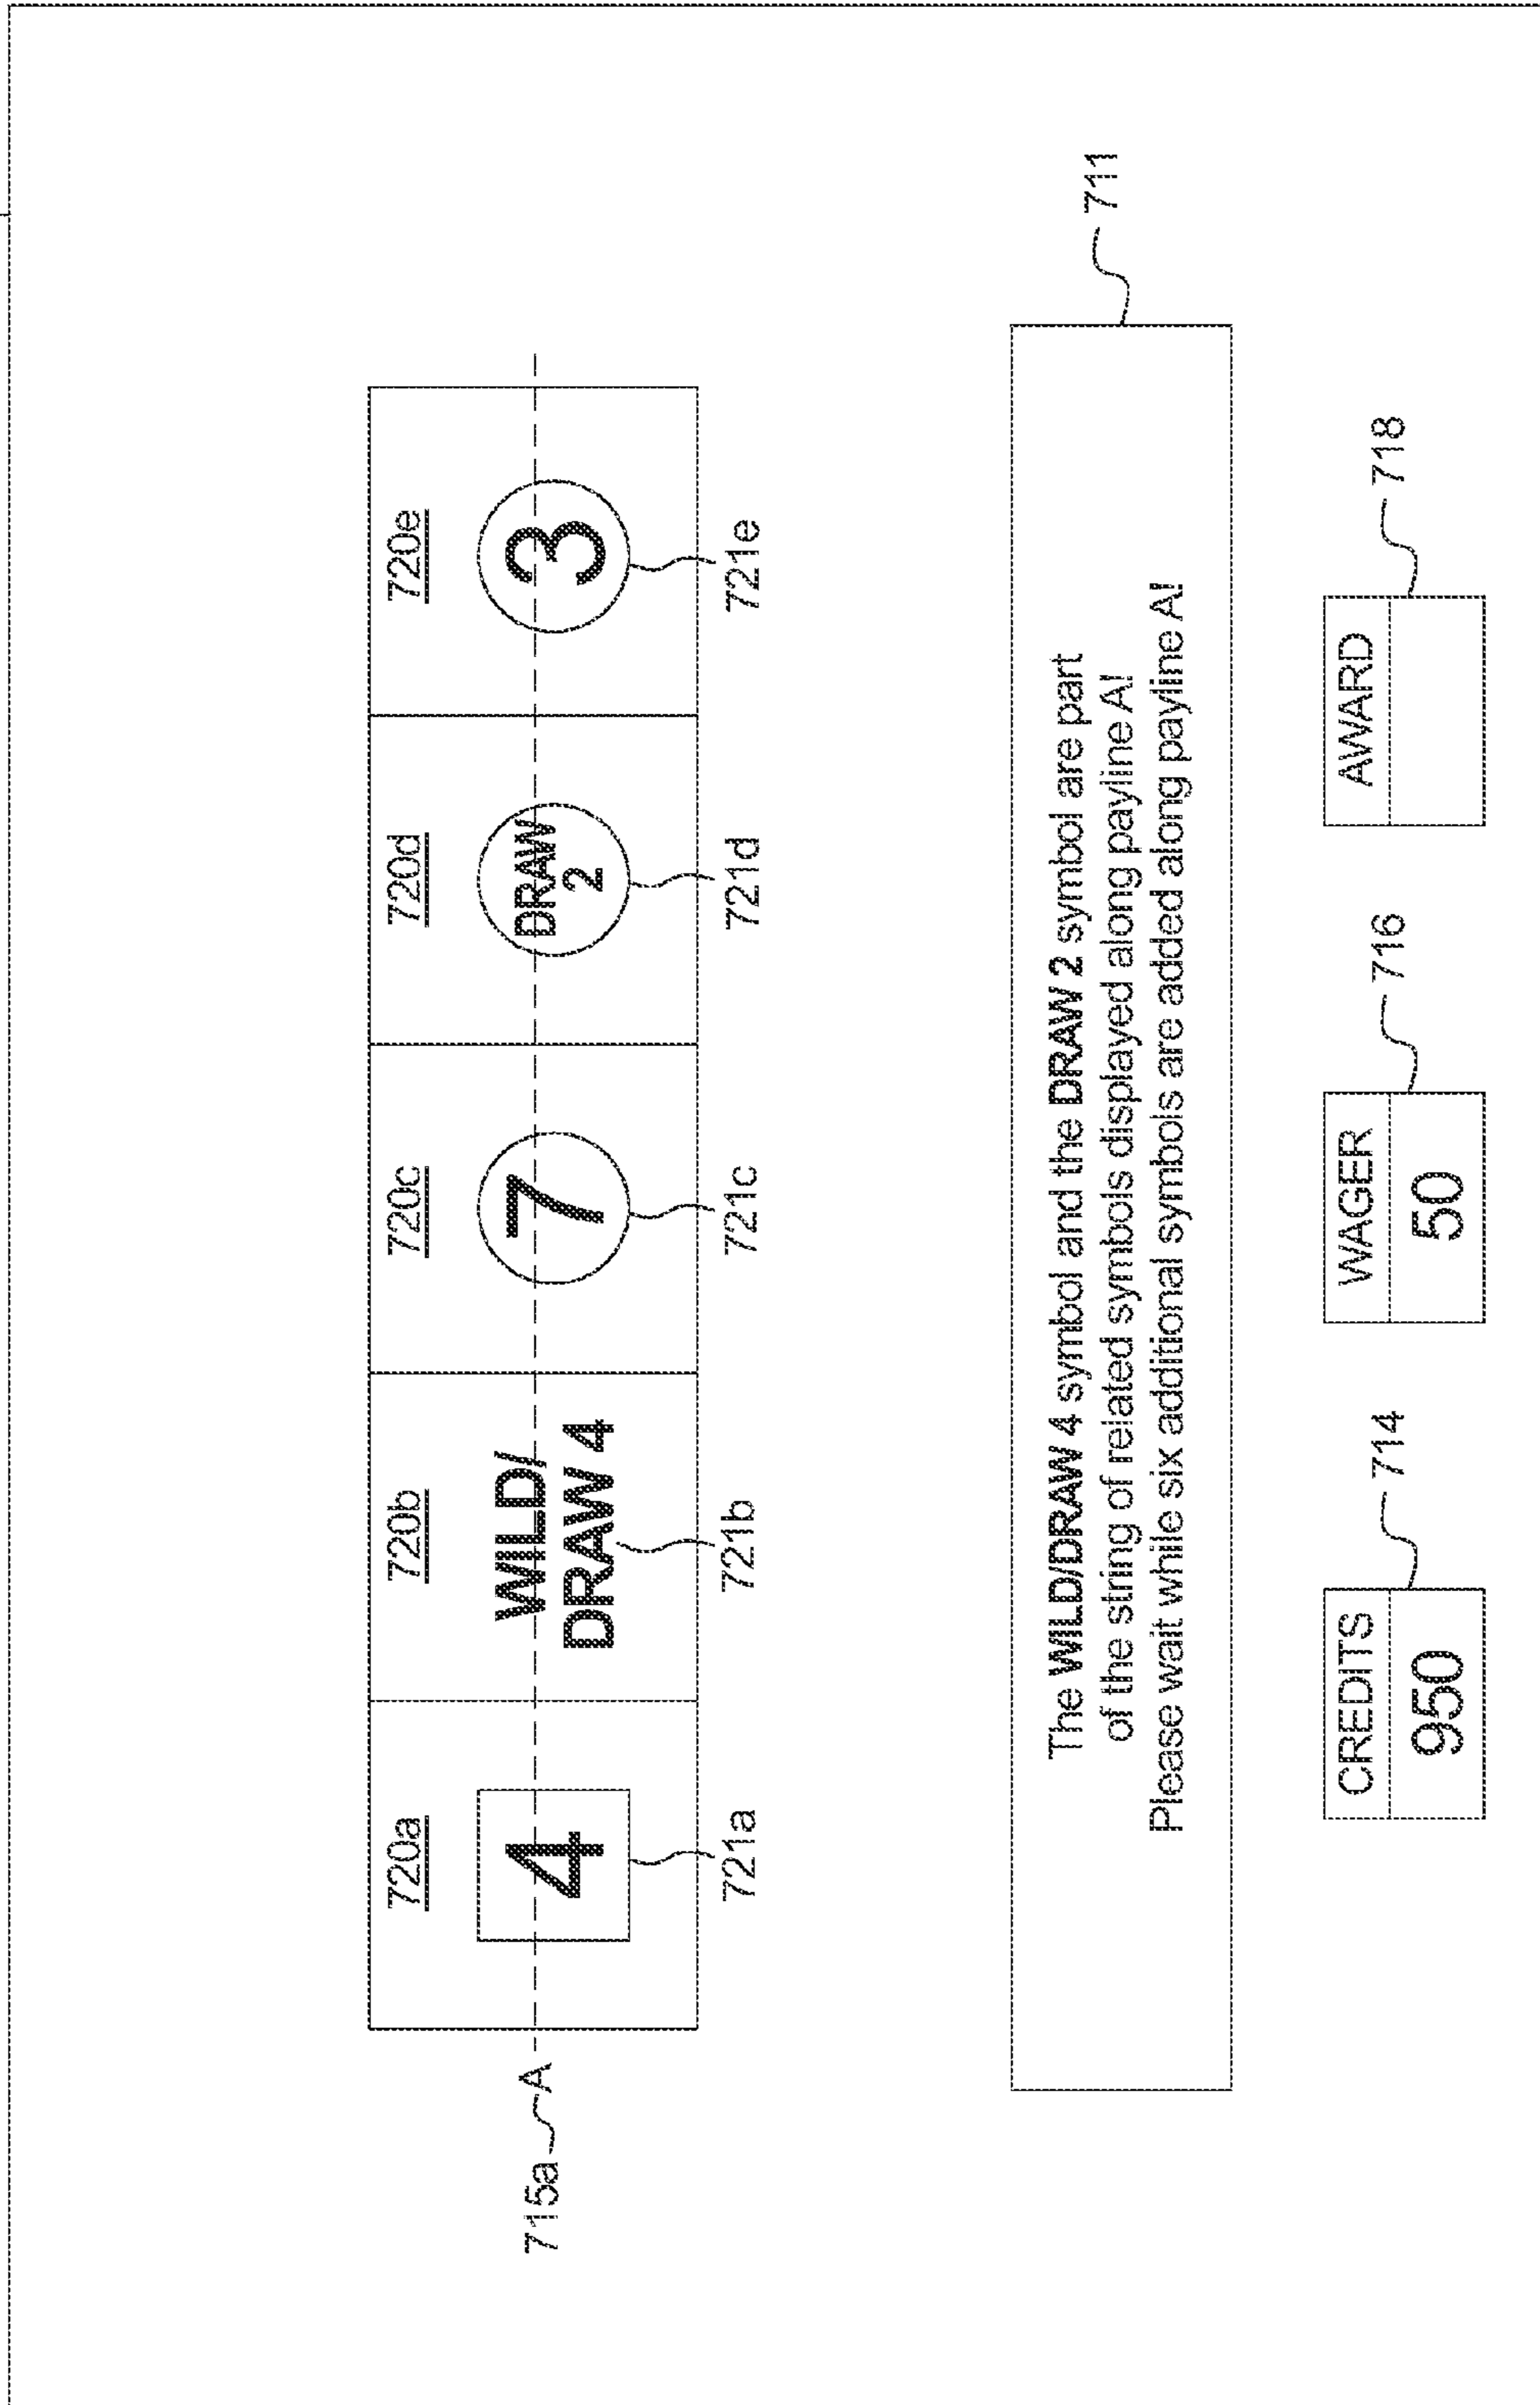 720a 720b 720c 720d 720e
715a A 4 WILD/ 7 DRAW 3
DRAW 4 2
721a 721b 721c 721d 721e
The WILD/DRAW 4 symbol and the DRAW 2 symbol are part
of the string of related symbols displayed along payline A!
Please wait while six additional symbols are added along payline A!
711
CREDITS WAGER AWARD
714 716 718
950 50